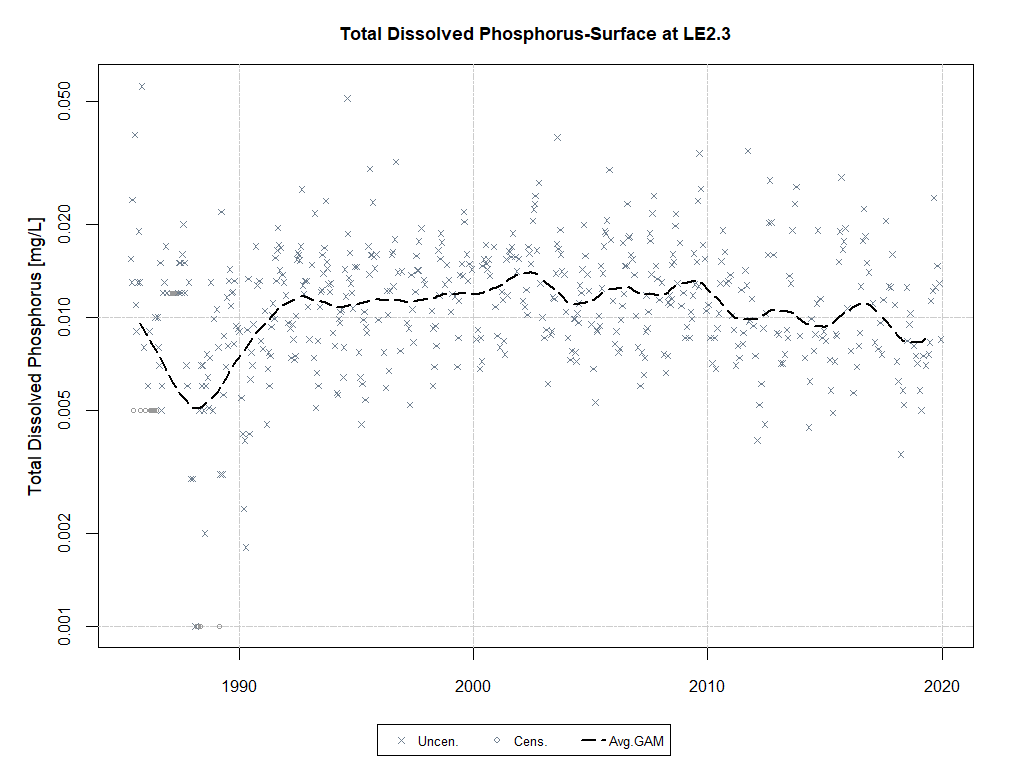 Total Dissolved Phosphorus-Surface at LE2.3
Total Dissolved Phosphorus [mg/L]
0.050
0.020
0.010
0.005
0.002
0.001
1990 2000 2010 2020
Uncen. Cens. Avg.GAM